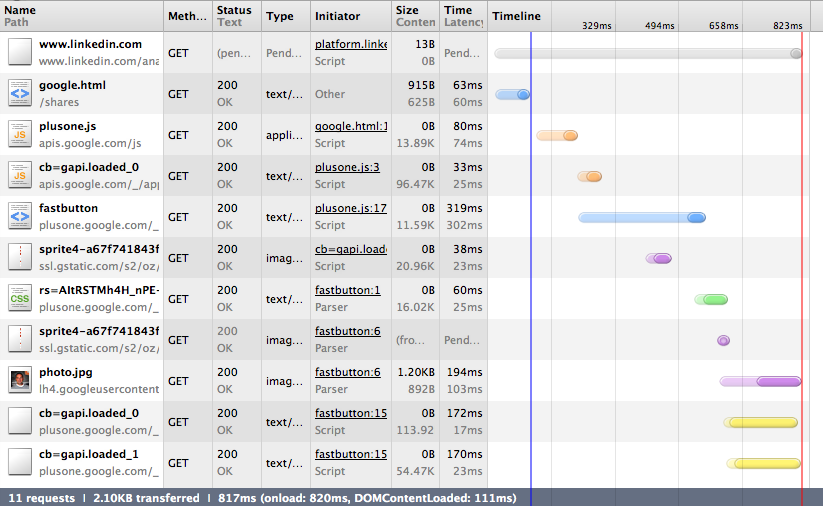 Name Meth... Status Type Initiator Size Time Timeline
Path Text Conten Latency 329ms 494ms 658ms 823ms
www.linkedin.com GET (pen... Pend... platform.linke 13B Pend...
www.linkedin.com/ana Script 0B
google.html GET 200 text/... Other 915B 63ms
/shares OK 625B 60ms
plusone.js GET 200 appli... google.html:1 0B 80ms
apis.google.com/js OK Script 13.89K 74ms
cb=gapi.loaded_0 GET 200 text/... plusone.js:3 0B 33ms
apis.google.com/_/app OK Script 96.47K 25ms
fastbutton GET 200 text/... plusone.js:17 0B 319ms
plusone.google.com/_ OK Script 11.59K 302ms
sprite4-a67f741843f GET 200 imag... cb=gapi.load 0B 38ms
ssl.gstatic.com/s2/oz/ OK Script 20.96K 23ms
rs=AItRSTMh4H_nPE- GET 200 text/... fastbutton:1 0B 60ms
plusone.google.com/_ OK Parser 16.02K 25ms
sprite4-a67f741843f GET 200 imag... fastbutton:6 (fro... Pend...
ssl.gstatic.com/s2/oz/ OK Parser
photo.jpg GET 200 imag... fastbutton:6 1.20KB 194ms
lh4.googleusercontent OK Parser 892B 103ms
cb=gapi.loaded_0 GET 200 text/... fastbutton:15 0B 172ms
plusone.google.com/_ OK Script 113.92 17ms
cb=gapi.loaded_1 GET 200 text/... fastbutton:15 0B 170ms
plusone.google.com/_ OK Script 54.47K 23ms
11 requests | 2.10KB transferred | 817ms (onload: 820ms, DOMContentLoaded: 111ms)